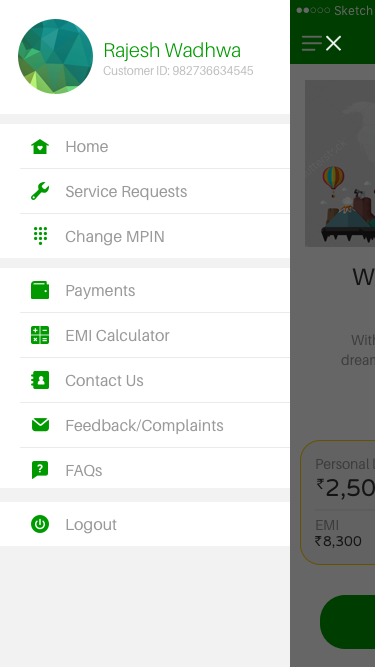 Sketch
Rajesh Wadhwa
Customer ID: 982736634545
Home
Service Requests
Change MPIN
Payments
EMI Calculator
Contact Us
Feedback/Complaints
FAQs
Logout
W
With
dream
Personal
₹2,50
EMI
₹8,300